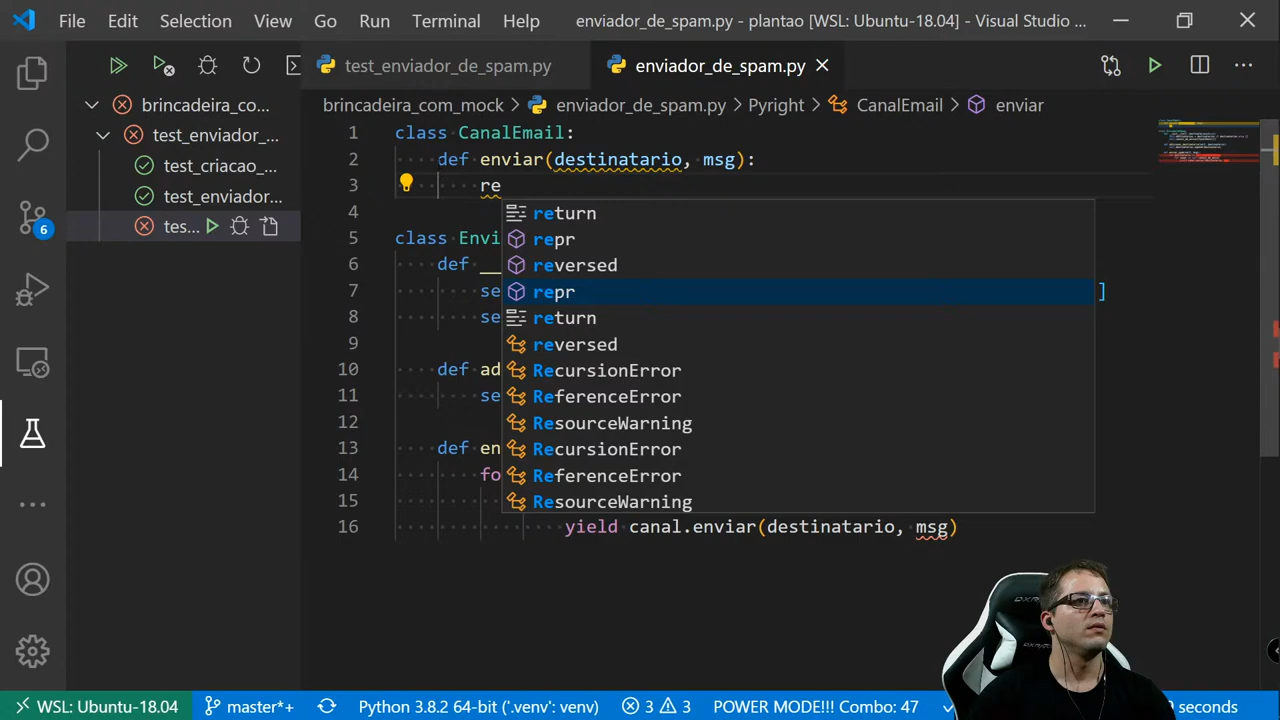 File Edit Selection View Go Run Terminal Help enviador_de_spam.py - plantao [WSL: Ubuntu-18.04] - Visual Studio ...
test_enviador_de_spam.py enviador_de_spam.py
brincadeira_co...
brincadeira_com_mock > enviador_de_spam.py > Pyright > CanalEmail > enviar
test_enviador_...
test_criacao_...
test_enviador...
tes...
1 class CanalEmail:
2 def enviar(destinatario, msg):
3 re
4
5 class Envi
6 def __
7 se ]
8 se
9
10 def ad
11 se
12
13 def en
14 fo
15
16 yield canal.enviar(destinatario, msg)
return
repr
reversed
repr
return
reversed
RecursionError
ReferenceError
ResourceWarning
RecursionError
ReferenceError
ResourceWarning
6
DXRACER
WSL: Ubuntu-18.04 master*+ Python 3.8.2 64-bit ('.venv': venv) 3 3 POWER MODE!!! Combo: 47 0 seconds